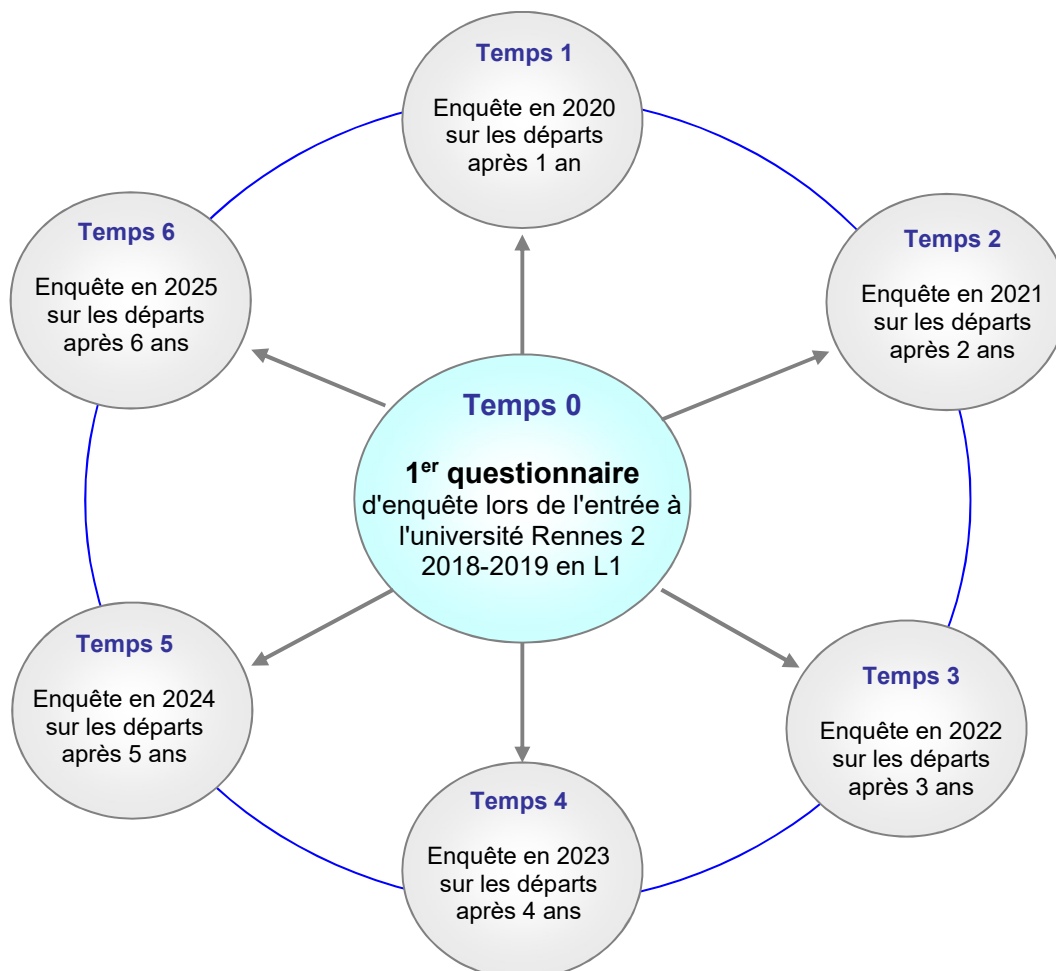 Temps 1
Enquête en 2020
sur les départs
après 1 an
Temps 2
Enquête en 2021
sur les départs
après 2 ans
Temps 6
Enquête en 2025
sur les départs
après 6 ans
Temps 0
1er questionnaire
d'enquête lors de l'entrée à
l'université Rennes 2
2018-2019 en L1
Temps 3
Enquête en 2022
sur les départs
après 3 ans
Temps 5
Enquête en 2024
sur les départs
après 5 ans
Temps 4
Enquête en 2023
sur les départs
après 4 ans